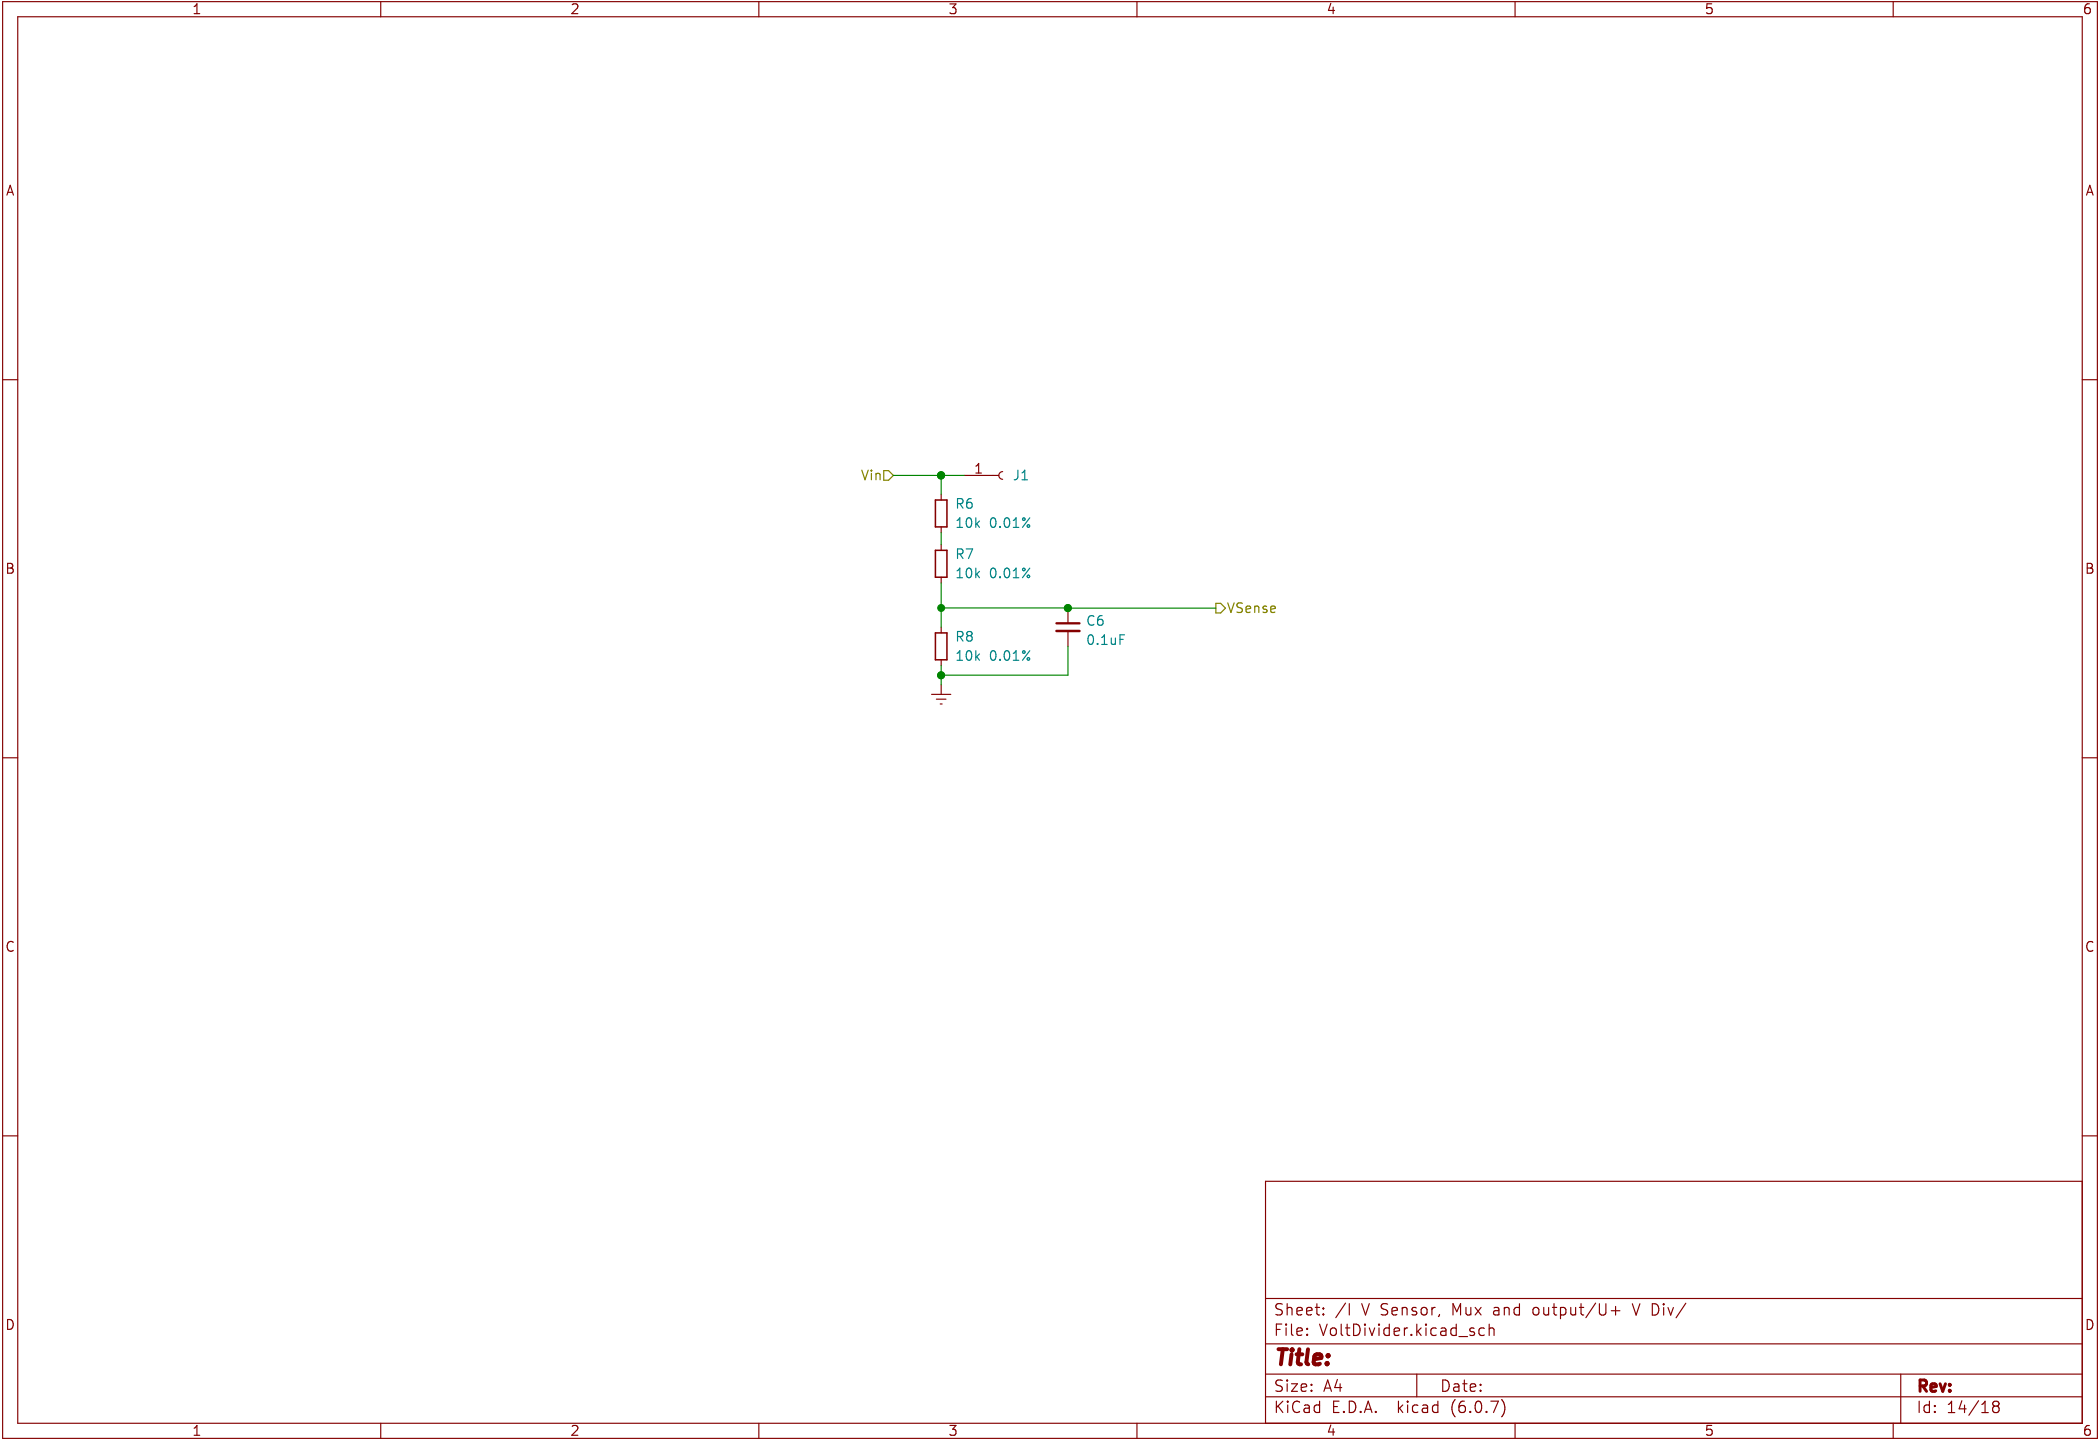 1 2 3 4 5 6
A A
Vin
1
J1
R6
10k 0.01%
R7
10k 0.01%
B B
VSense
C6
0.1uF
R8
10k 0.01%
C C
Sheet: /I V Sensor, Mux and output/U+ V Div/
D D
File: VoltDivider.kicad_sch
Title:
Size: A4 Date: Rev:
KiCad E.D.A. kicad (6.0.7) Id: 14/18
1 2 3 4 5 6